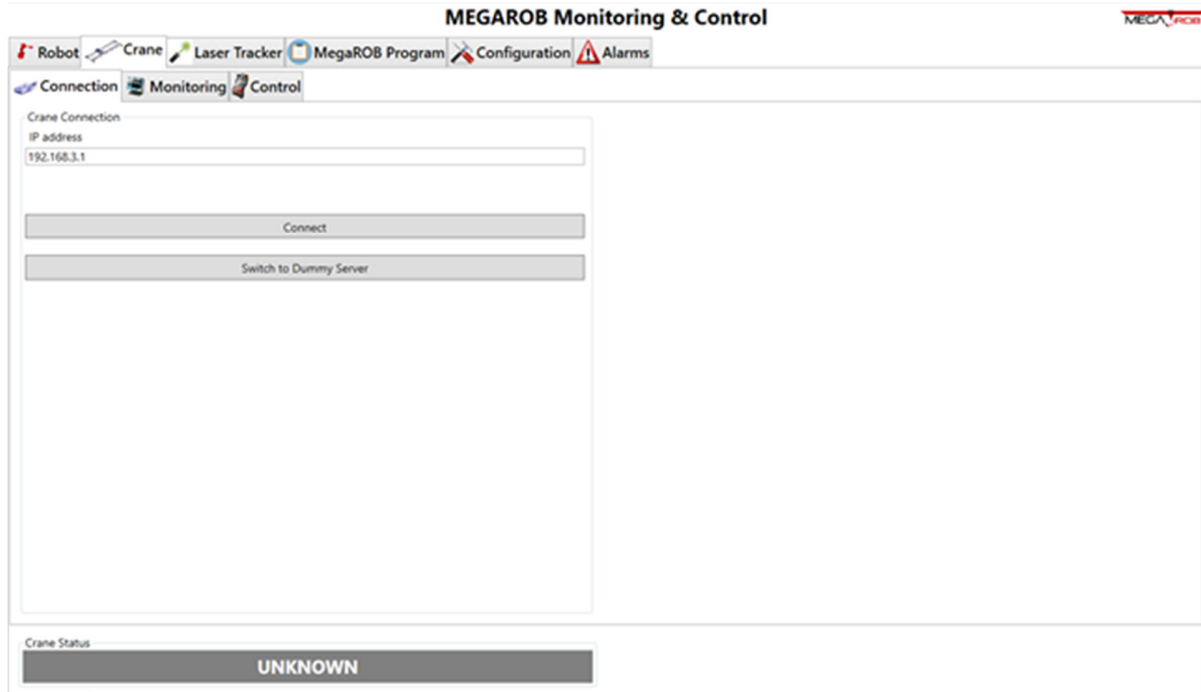 MEGAROB Monitoring & Control
MEGAROB
Robot Crane Laser Tracker MegaROB Program Configuration Alarms
Connection Monitoring Control
Crane Connection
IP address
192.168.3.1
Connect
Switch to Dummy Server
Crane Status
UNKNOWN